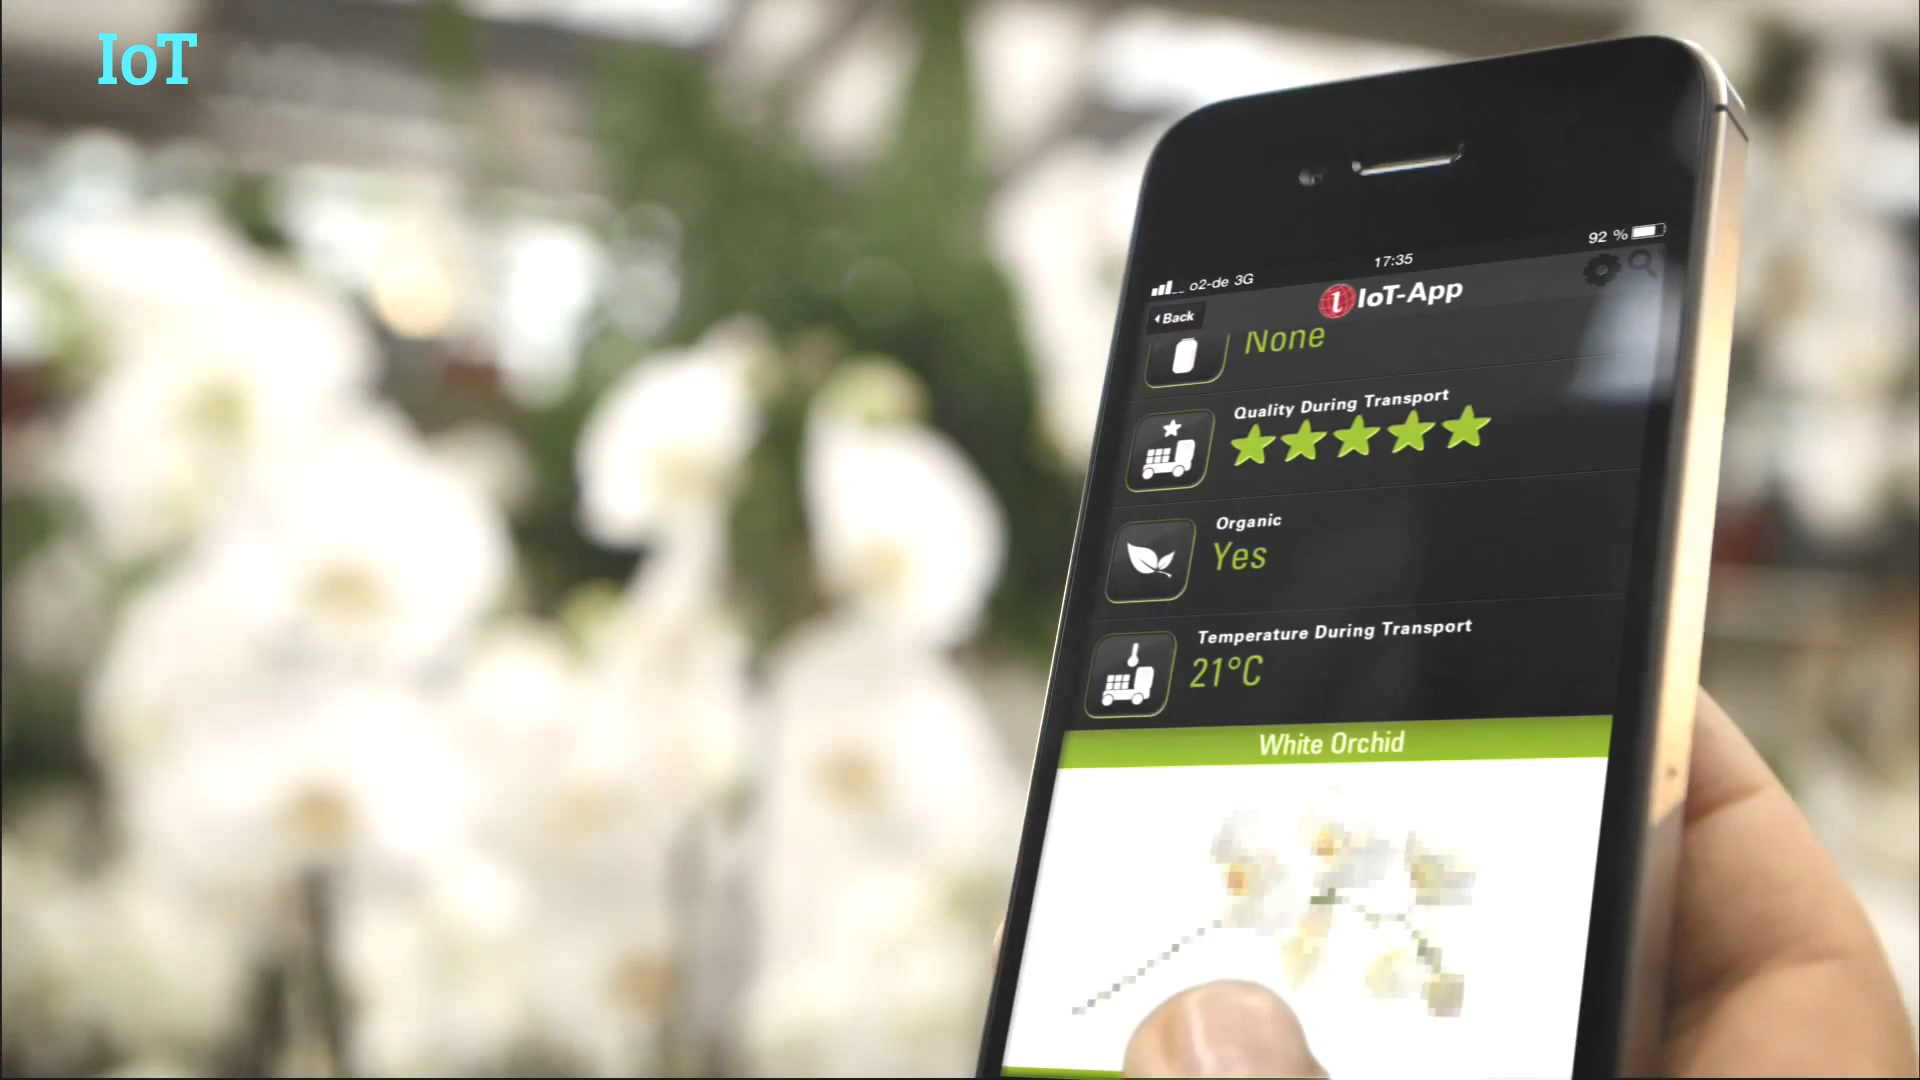 IoT
92 %
17:35
o2-de 3G
IoT-App
Back
None
Quality During Transport
Organic
Yes
Temperature During Transport
21°C
White Orchid